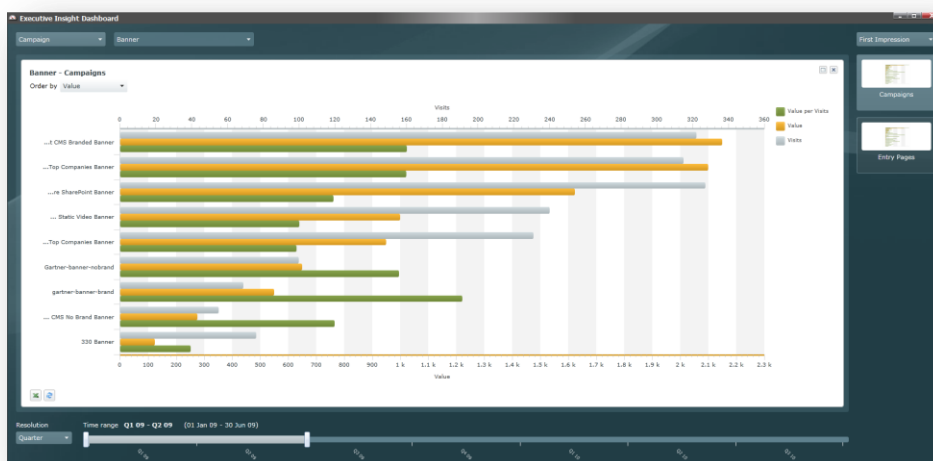 Executive Insight Dashboard
Campaign
Banner
First Impression
Banner - Campaigns
Order by Value
Visits
0 20 40 60 80 100 120 140 160 180 200 220 240 260 280 300 320 340 360
Value per Visits
Value
Visits
...t CMS Branded Banner
...Top Companies Banner
...re SharePoint Banner
... Static Video Banner
...Top Companies Banner
Gartner-banner-nobrand
gartner-banner-brand
... CMS No Brand Banner
330 Banner
0 100 200 300 400 500 600 700 800 900 1 k 1.1 k 1.2 k 1.3 k 1.4 k 1.5 k 1.6 k 1.7 k 1.8 k 1.9 k 2 k 2.1 k 2.2 k 2.3 k
Value
Campaigns
Entry Pages
Resolution
Time range Q1 09 - Q2 09 (01 Jan 09 - 30 Jun 09)
Quarter